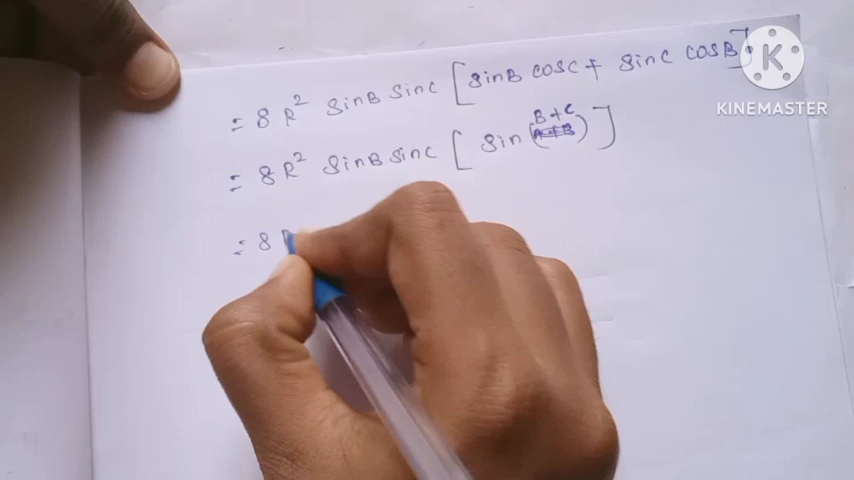 = 8 R² sinB sinC [sinB cosC + sinC cosB]
K
KINEMASTER
= 8 R² sinB sinC [ sin (B+C) ]
= 8 R